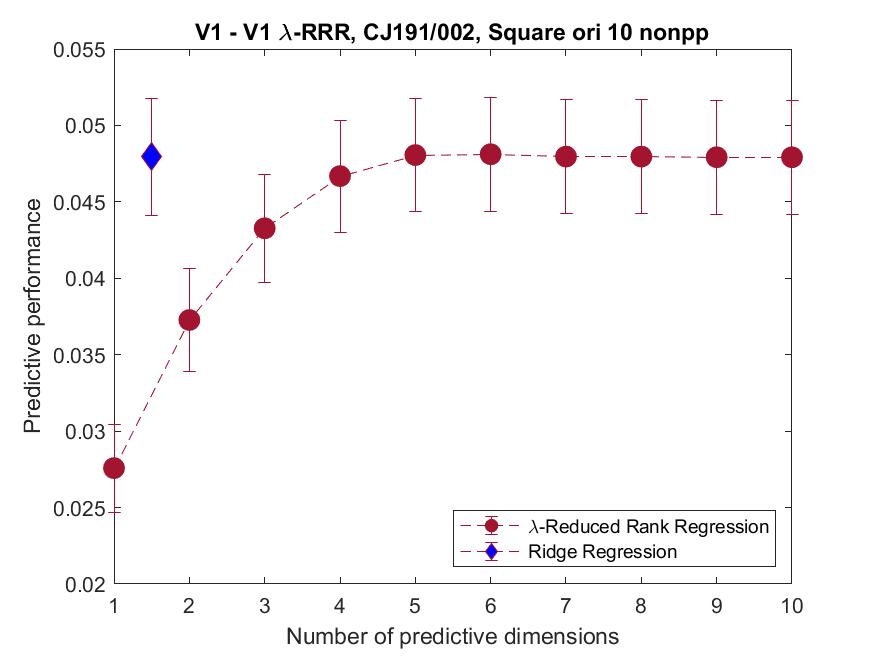 V1 - V1 λ-RRR, CJ191/002, Square ori 10 nonpp
0.055
0.05
0.045
0.04
0.035
0.03
0.025
0.02
Predictive performance
λ-Reduced Rank Regression
Ridge Regression
1 2 3 4 5 6 7 8 9 10
Number of predictive dimensions